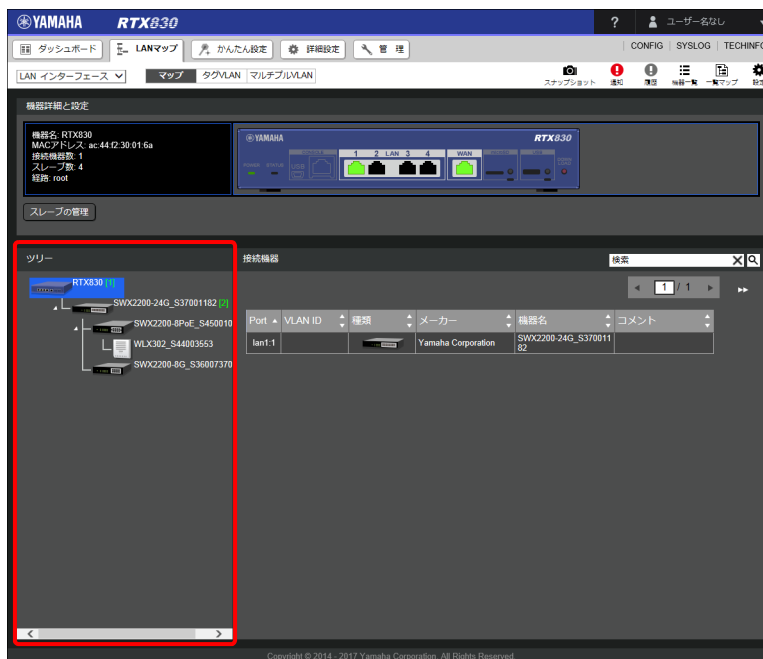 YAMAHA RTX830 ? ユーザー名なし
ダッシュボード LANマップ かんたん設定 詳細設定 管 理 CONFIG SYSLOG TECHINFO
LAN インターフェース マップ タグVLAN マルチプルVLAN スナップショット 通知 履歴 機器一覧 一覧マップ 設定
機器詳細と設定
機器名: RTX830
MACアドレス: ac:44:f2:30:01:6a
接続機器数: 1
スレーブ数: 4
経路: root
YAMAHA RTX830
1 2 LAN 3 4 WAN
POWER STATUS USB
スレーブの管理
ツリー
RTX830 [1]
SWX2200-24G_S37001182 [2]
SWX2200-8PoE_S450010
WLX302_S44003553
SWX2200-8G_S36007370
接続機器 検索
1 / 1
Port VLAN ID 種類 メーカー 機器名 コメント
lan1:1 Yamaha Corporation SWX2200-24G_S370011
82
Copyright © 2014 - 2017 Yamaha Corporation. All Rights Reserved.